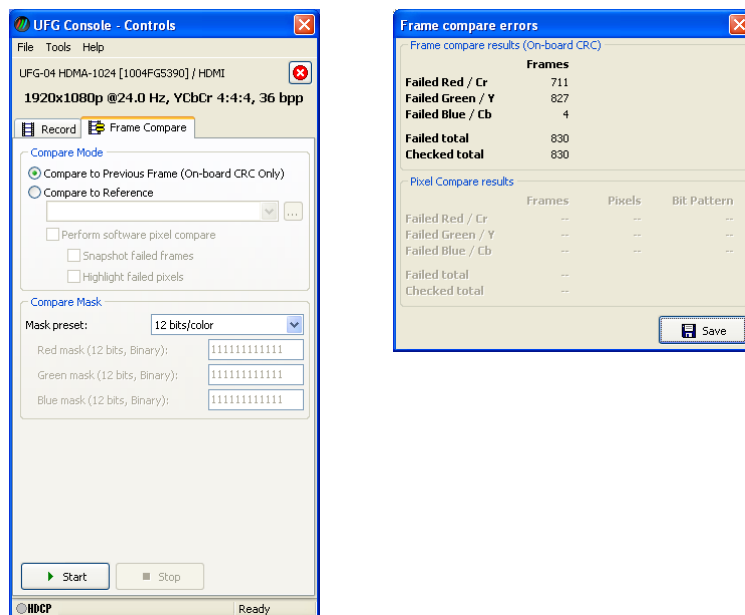 UFG Console - Controls
File Tools Help
UFG-04 HDMA-1024 [1004FG5390] / HDMI
1920x1080p @24.0 Hz, YCbCr 4:4:4, 36 bpp
Record Frame Compare
Compare Mode
Compare to Previous Frame (On-board CRC Only)
Compare to Reference
...
Perform software pixel compare
Snapshot failed frames
Highlight failed pixels
Compare Mask
Mask preset: 12 bits/color
Red mask (12 bits, Binary): 111111111111
Green mask (12 bits, Binary): 111111111111
Blue mask (12 bits, Binary): 111111111111
Start Stop
HDCP Ready
Frame compare errors
Frame compare results (On-board CRC)
Frames
Failed Red / Cr 711
Failed Green / Y 827
Failed Blue / Cb 4
Failed total 830
Checked total 830
Pixel Compare results
Frames Pixels Bit Pattern
Failed Red / Cr -- -- --
Failed Green / Y -- -- --
Failed Blue / Cb -- -- --
Failed total --
Checked total --
Save